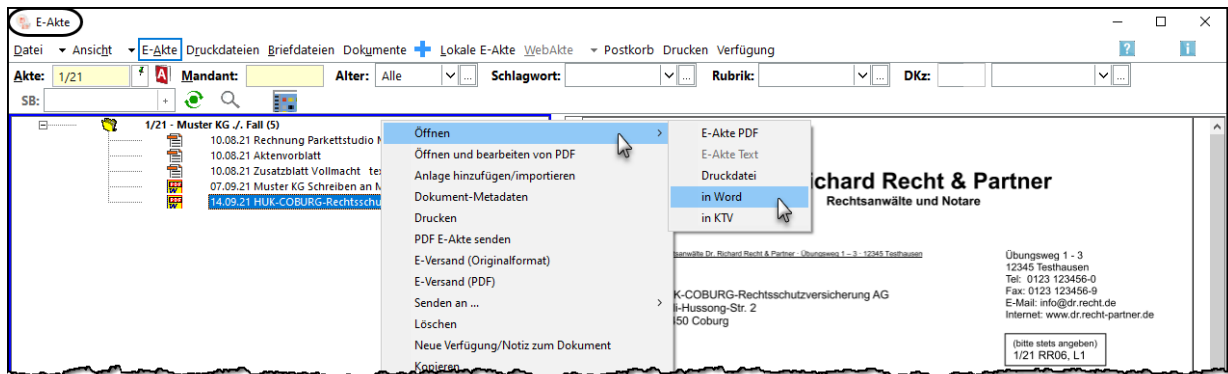 E-Akte
Datei Ansicht E-Akte Druckdateien Briefdateien Dokumente Lokale E-Akte WebAkte Postkorb Drucken Verfügung ? i
Akte: 1/21 Mandant: Alter: Alle ... Schlagwort: ... Rubrik: ... DKz: ...
SB: +
1/21 - Muster KG ./. Fall (5)
10.08.21 Rechnung Parkettstudio
10.08.21 Aktenvorblatt
10.08.21 Zusatzblatt Vollmacht
07.09.21 Muster KG Schreiben an
14.09.21 HUK-COBURG-Rechtsschu
Öffnen
Öffnen und bearbeiten von PDF
Anlage hinzufügen/importieren
Dokument-Metadaten
Drucken
PDF E-Akte senden
E-Versand (Originalformat)
E-Versand (PDF)
Senden an ...
Löschen
Neue Verfügung/Notiz zum Dokument
Kopieren
E-Akte PDF
E-Akte Text
Druckdatei
in Word
in KTV
ichard Recht & Partner
Rechtsanwälte und Notare
sanwälte Dr. Richard Recht & Partner · Übungsweg 1 – 3 · 12345 Testhausen
K-COBURG-Rechtsschutzversicherung AG
li-Hussong-Str. 2
450 Coburg
Übungsweg 1 - 3
12345 Testhausen
Tel: 0123 123456-0
Fax: 0123 123456-9
E-Mail: info@dr.recht.de
Internet: www.dr.recht-partner.de
(bitte stets angeben)
1/21 RR06, L1